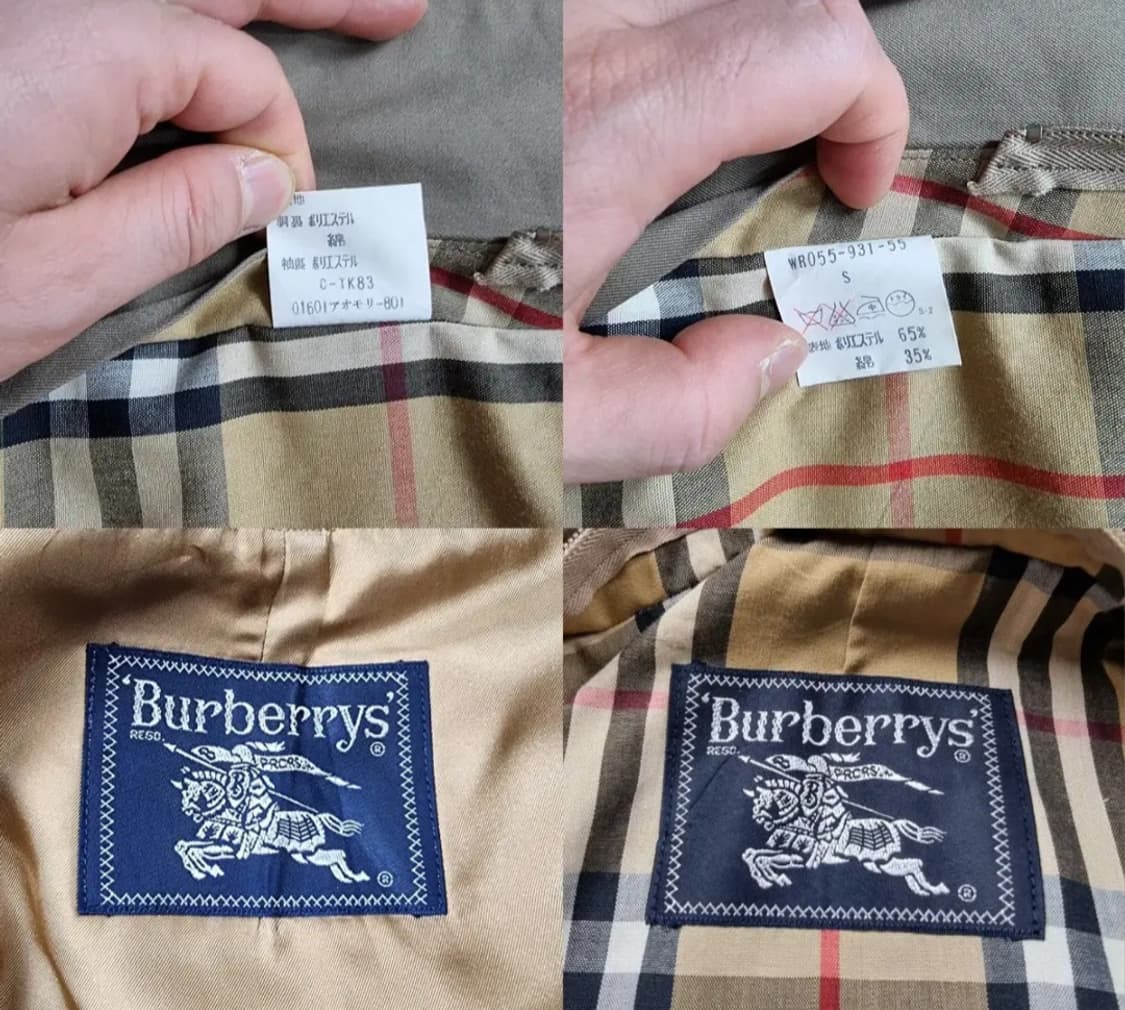 地
胴裏 ポリエステル
綿
袖裏 ポリエステル
C-TK83
01601アオモリ-801
WR055-931-55
S
S-2
表地 ポリエステル 65%
綿 35%
'Burberrys'
REGD.
®
PRORSUM
®
'Burberrys'
REGD.
®
PRORSUM
®